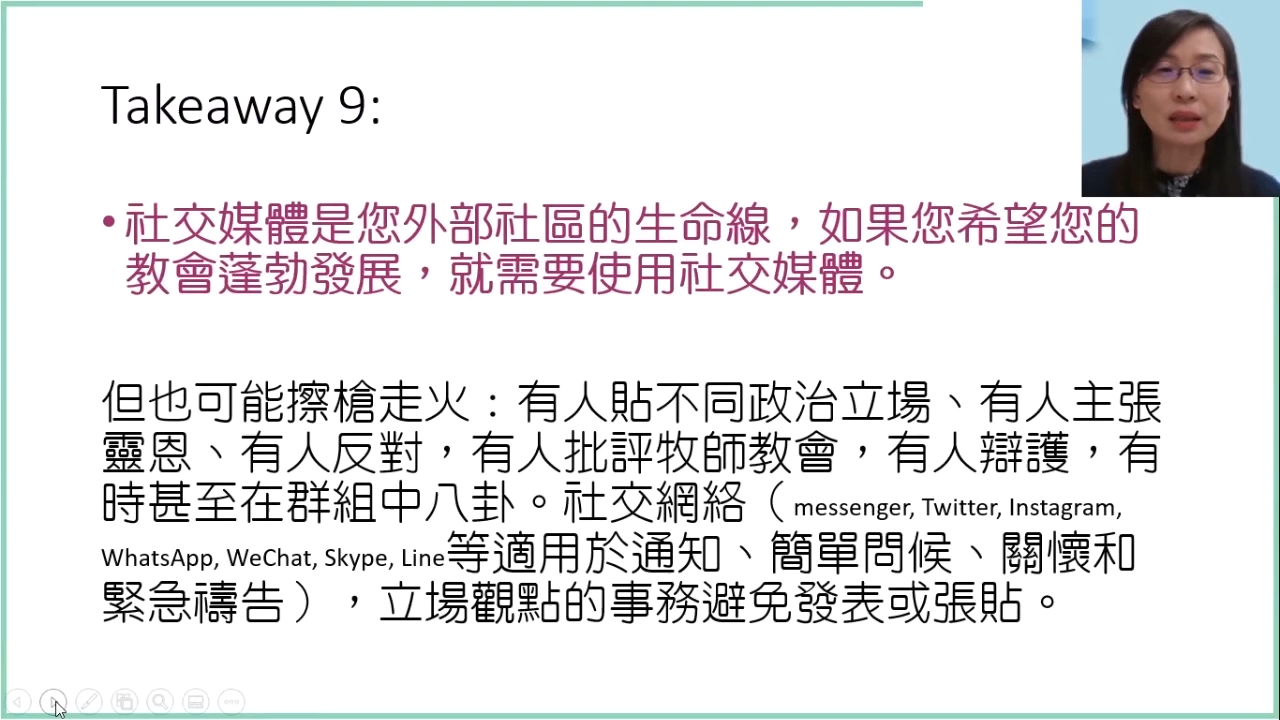 Takeaway 9:
•社交媒體是您外部社區的生命線，如果您希望您的
教會蓬勃發展，就需要使用社交媒體。
但也可能擦槍走火：有人貼不同政治立場、有人主張
靈恩、有人反對，有人批評牧師教會，有人辯護，有
時甚至在群組中八卦。社交網絡（messenger, Twitter, Instagram,
WhatsApp, WeChat, Skype, Line等適用於通知、簡單問候、關懷和
緊急禱告），立場觀點的事務避免發表或張貼。